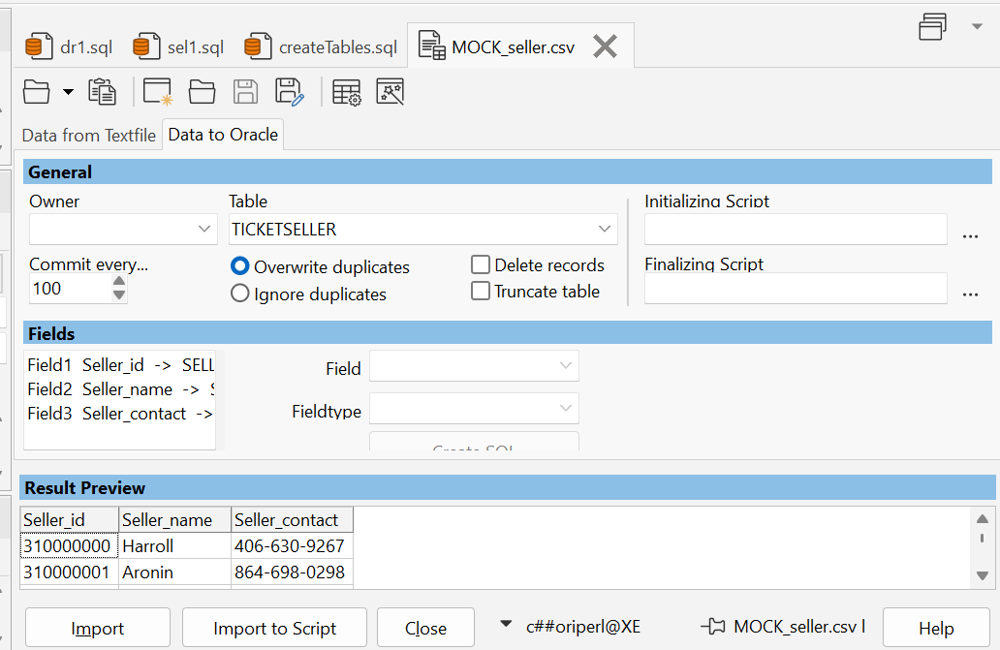 dr1.sql sel1.sql createTables.sql MOCK_seller.csv
Data from Textfile Data to Oracle
General
Owner Table Initializing Script
TICKETSELLER
Commit every... Overwrite duplicates Delete records Finalizing Script
100 Ignore duplicates Truncate table
...
...
Fields
Field1 Seller_id -> SELL
Field2 Seller_name ->
Field3 Seller_contact ->
Field
Fieldtype
Create SQL
Result Preview
Seller_id Seller_name Seller_contact
310000000 Harroll 406-630-9267
310000001 Aronin 864-698-0298
Import Import to Script Close c##oriperl@XE MOCK_seller.csv l Help